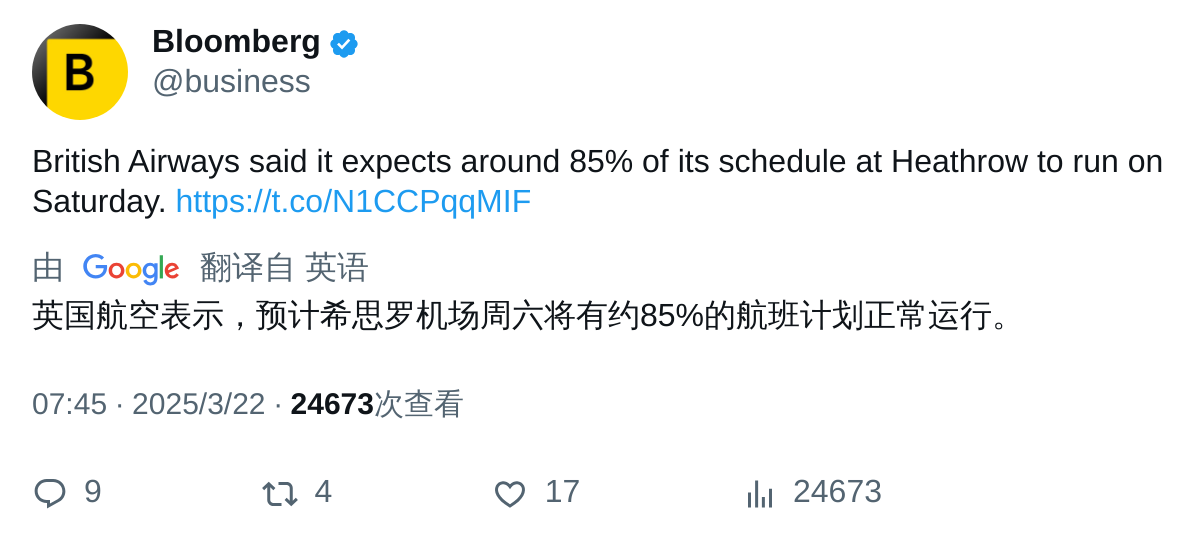 B
Bloomberg
@business
British Airways said it expects around 85% of its schedule at Heathrow to run on
Saturday. https://t.co/N1CCPqqMIF
由 Google 翻译自 英语
英国航空表示，预计希思罗机场周六将有约85%的航班计划正常运行。
07:45 · 2025/3/22 · 24673次查看
9 4 17 24673